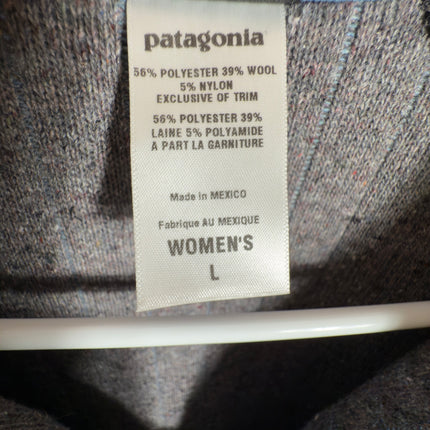 patagonia
56% POLYESTER 39% WOOL
5% NYLON
EXCLUSIVE OF TRIM
56% POLYESTER 39%
LAINE 5% POLYAMIDE
A PART LA GARNITURE
Made in MEXICO
Fabrique AU MEXIQUE
WOMEN'S
L